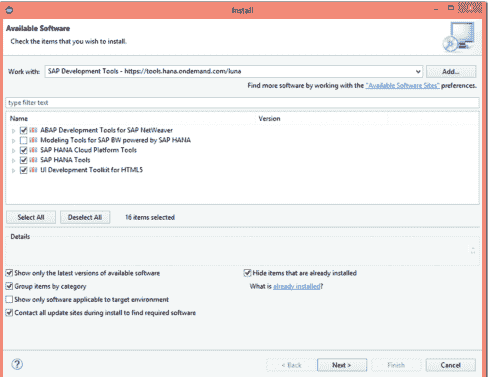 Install
Available Software
Check the items that you wish to install.
Work with: SAP Development Tools - https://tools.hana.ondemand.com/luna Add...
Find more software by working with the "Available Software Sites" preferences.
type filter text
Name Version
ABAP Development Tools for SAP NetWeaver
Modeling Tools for SAP BW powered by SAP HANA
SAP HANA Cloud Platform Tools
SAP HANA Tools
UI Development Toolkit for HTML5
Select All Deselect All 16 items selected
Details
Show only the latest versions of available software Hide items that are already installed
Group items by category What is already installed?
Show only software applicable to target environment
Contact all update sites during install to find required software
? < Back Next > Finish Cancel